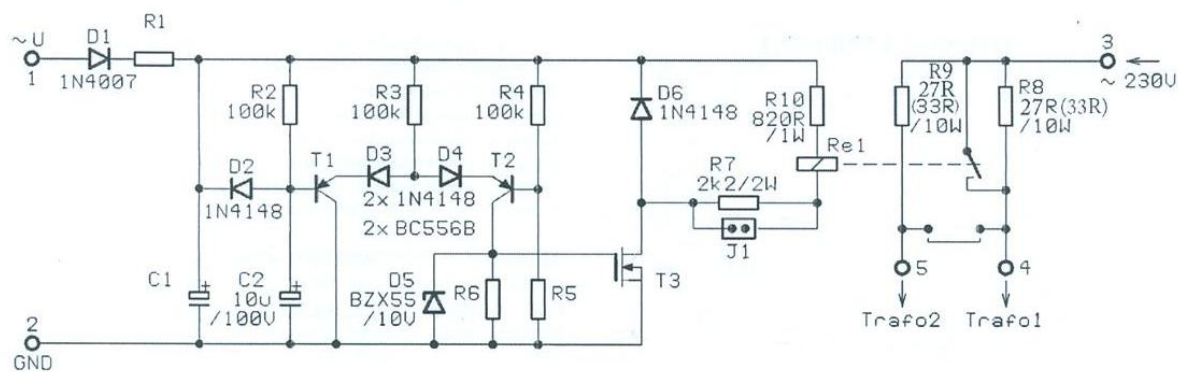 ~U
1
D1
1N4007
R1
R2
100k
R3
100k
R4
100k
D6
1N4148
R10
820R
/1W
Re1
R9
27R
(33R)
/10W
R8
27R(33R)
/10W
3
~ 230V
D2
1N4148
T1
D3
D4
2x 1N4148
2x BC556B
T2
R7
2k2/2W
J1
C1
+
C2
10u
/100V
+
D5
BZX55
/10V
R6
R5
T3
5
4
Trafo2
Trafo1
2
GND